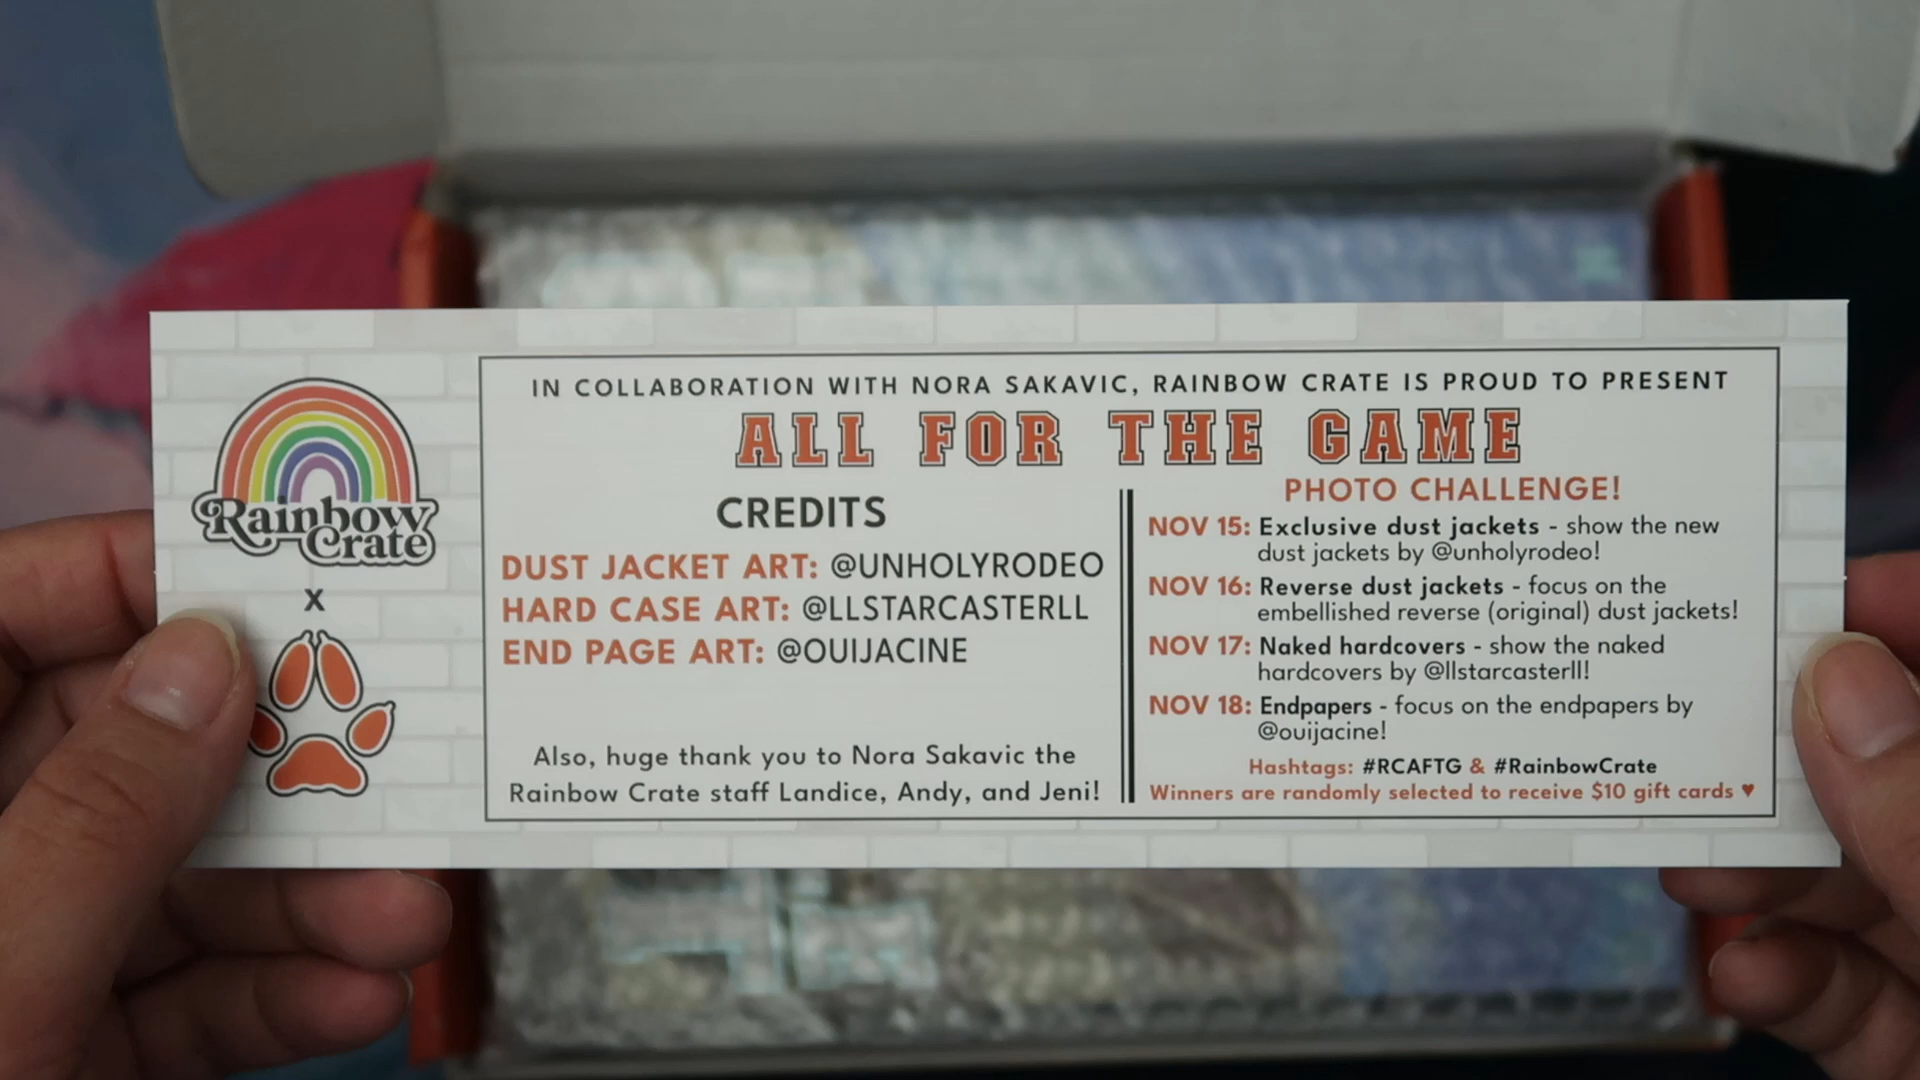 Rainbow
Crate
X
IN COLLABORATION WITH NORA SAKAVIC, RAINBOW CRATE IS PROUD TO PRESENT
ALL FOR THE GAME
CREDITS
DUST JACKET ART: @UNHOLYRODEO
HARD CASE ART: @LLSTARCASTERLL
END PAGE ART: @OUIJACINE
Also, huge thank you to Nora Sakavic the
Rainbow Crate staff Landice, Andy, and Jeni!
PHOTO CHALLENGE!
NOV 15: Exclusive dust jackets - show the new
dust jackets by @unholyrodeo!
NOV 16: Reverse dust jackets - focus on the
embellished reverse (original) dust jackets!
NOV 17: Naked hardcovers - show the naked
hardcovers by @llstarcasterll!
NOV 18: Endpapers - focus on the endpapers by
@ouijacine!
Hashtags: #RCAFTG & #RainbowCrate
Winners are randomly selected to receive $10 gift cards ♥